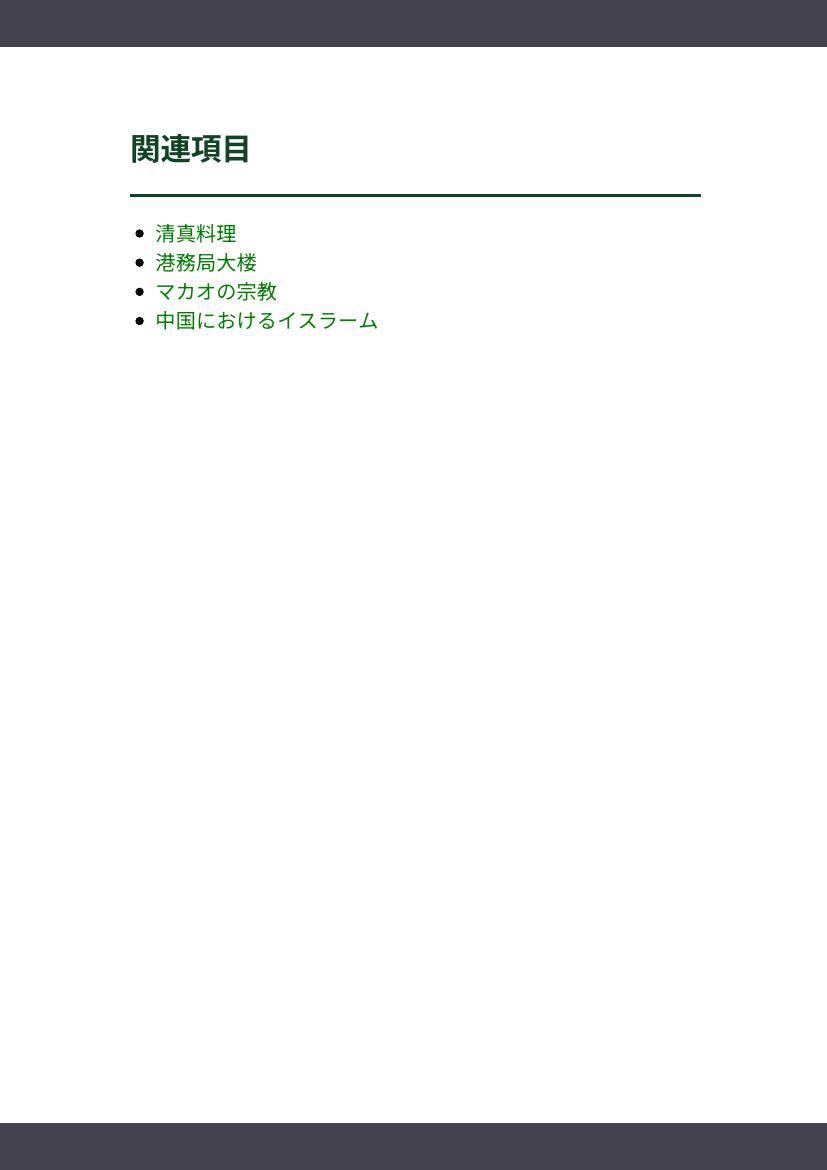 関連項目
清真料理
港務局大楼
マカオの宗教
中国におけるイスラーム